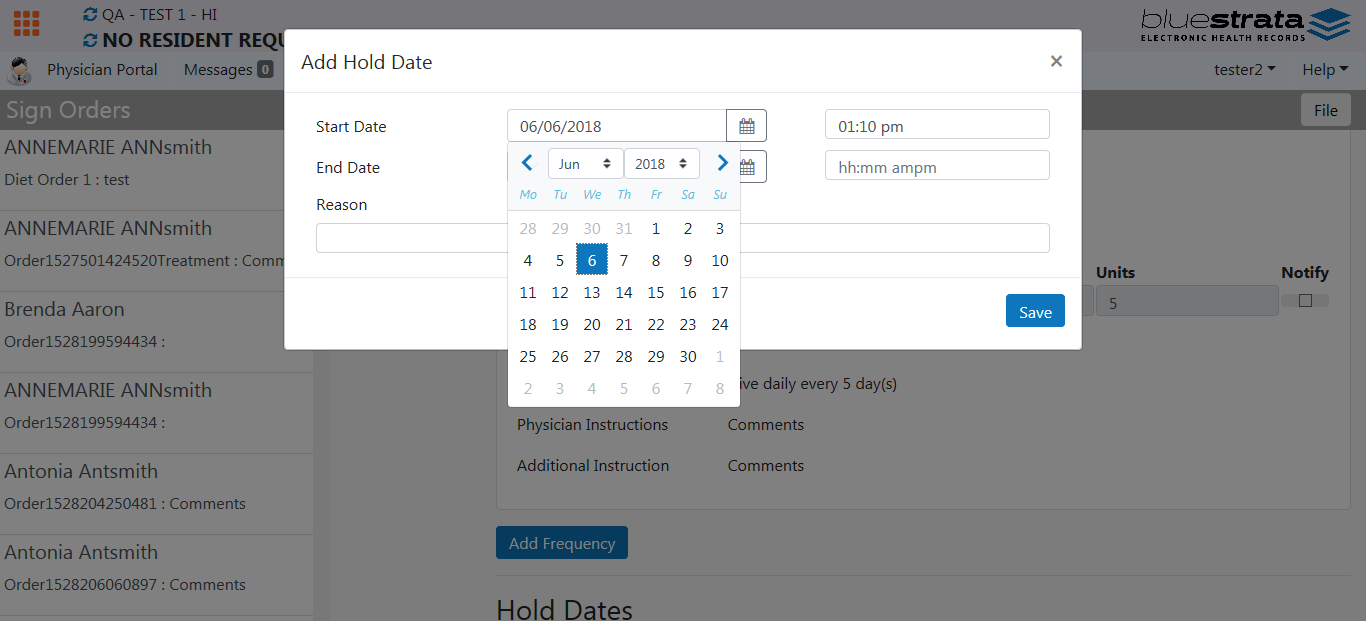 QA - TEST 1 - HI
NO RESIDENT REQU
bluestrata
ELECTRONIC HEALTH RECORDS
Physician Portal Messages 0
tester2 Help
Sign Orders
File
ANNEMARIE ANNsmith
Diet Order 1 : test
ANNEMARIE ANNsmith
Order1527501424520Treatment : Comm
Brenda Aaron
Order1528199594434 :
ANNEMARIE ANNsmith
Order1528199594434 :
Antonia Antsmith
Order1528204250481 : Comments
Antonia Antsmith
Order1528206060897 : Comments
Add Hold Date ×
Start Date 06/06/2018 01:10 pm
End Date hh:mm ampm
Reason
Jun 2018
Mo Tu We Th Fr Sa Su
28 29 30 31 1 2 3
4 5 6 7 8 9 10
11 12 13 14 15 16 17
18 19 20 21 22 23 24
25 26 27 28 29 30 1
2 3 4 5 6 7 8
Save
Units Notify
5
ive daily every 5 day(s)
Physician Instructions Comments
Additional Instruction Comments
Add Frequency
Hold Dates